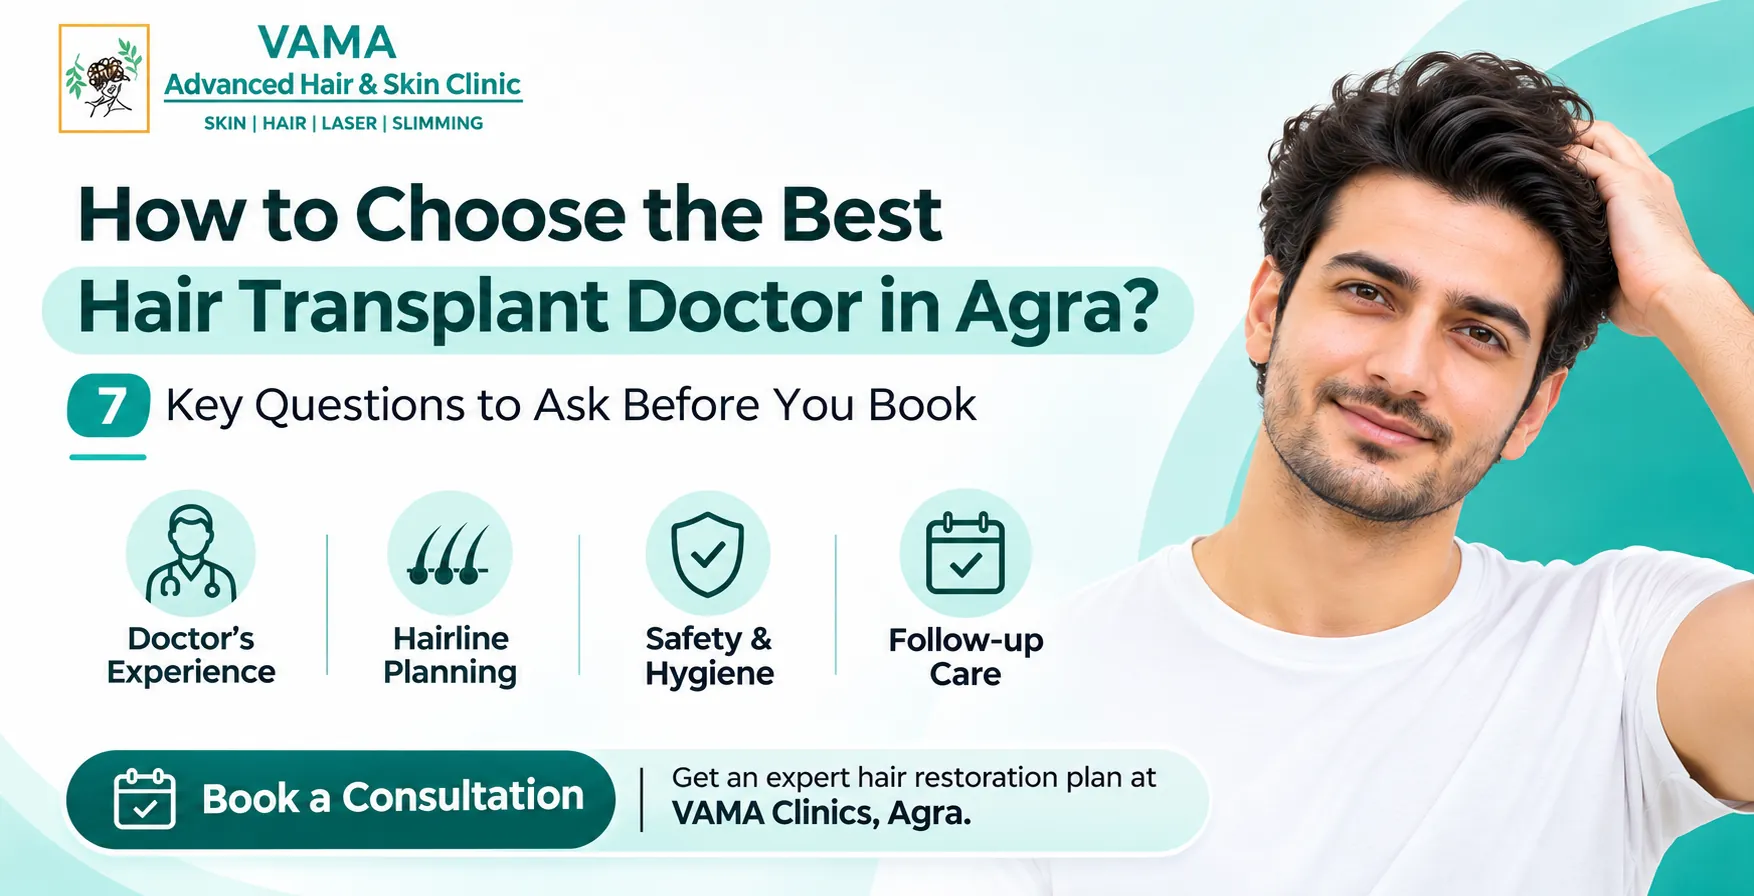 VAMA
Advanced Hair & Skin Clinic
SKIN | HAIR | LASER | SLIMMING
How to Choose the Best
Hair Transplant Doctor in Agra?
7 Key Questions to Ask Before You Book
Doctor's
Experience
Hairline
Planning
Safety &
Hygiene
Follow-up
Care
Book a Consultation
Get an expert hair restoration plan at
VAMA Clinics, Agra.